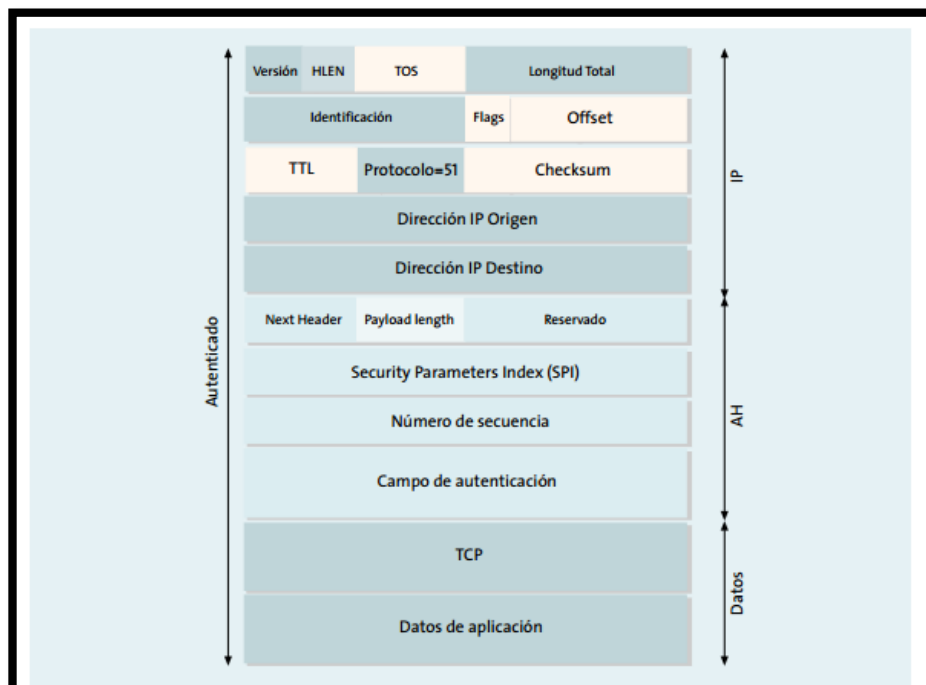 Versión HLEN TOS Longitud Total
Identificación Flags Offset
TTL Protocolo=51 Checksum
Dirección IP Origen
Dirección IP Destino
IP
Next Header Payload length Reservado
Security Parameters Index (SPI)
Número de secuencia
Campo de autenticación
AH
Autenticado
TCP
Datos de aplicación
Datos